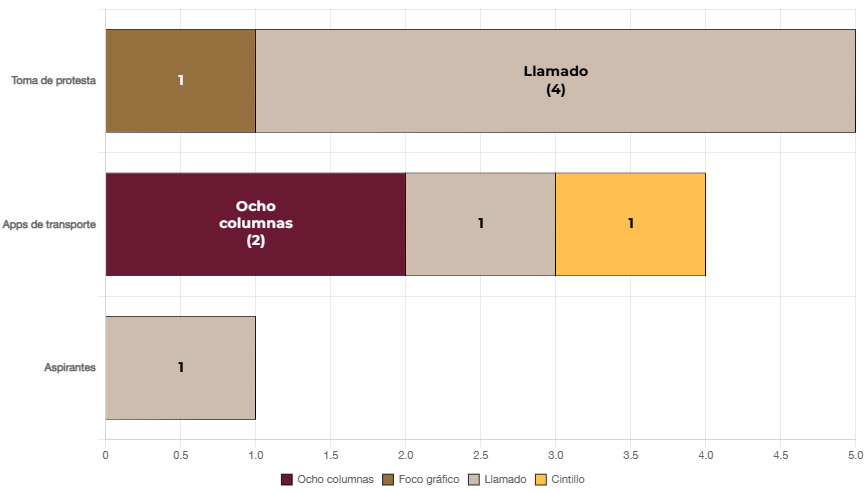 Toma de protesta
1
Llamado
(4)
Apps de transporte
Ocho
columnas
(2)
1
1
Aspirantes
1
0 0.5 1.0 1.5 2.0 2.5 3.0 3.5 4.0 4.5 5.0
Ocho columnas Foco gráfico Llamado Cintillo